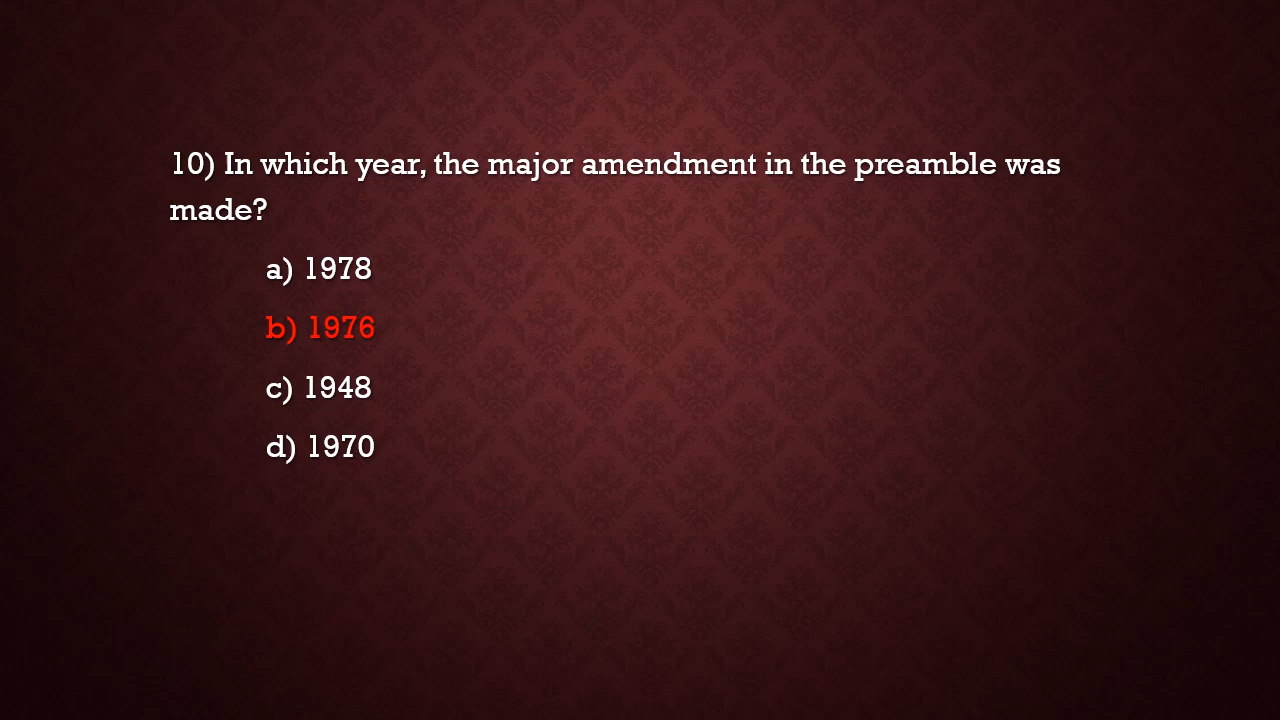 10) In which year, the major amendment in the preamble was
made?
a) 1978
b) 1976
c) 1948
d) 1970